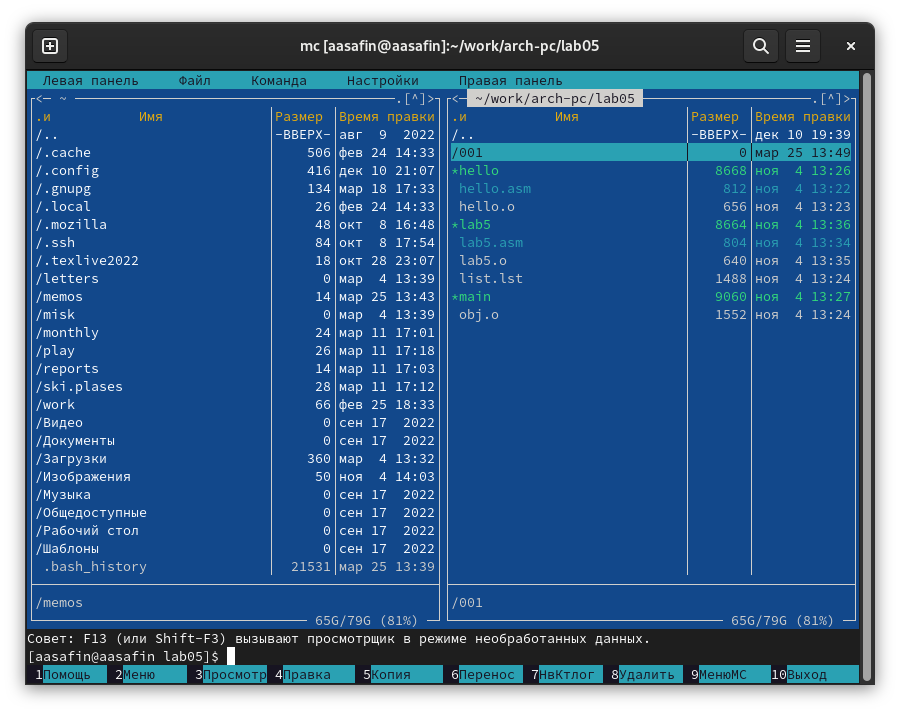 mc [aasafin@aasafin]:~/work/arch-pc/lab05
Левая панель Файл Команда Настройки Правая панель
<— ~ .[^]> <— ~/work/arch-pc/lab05 .[^]>
.и Имя Размер Время правки .и Имя Размер Время правки
/.. -ВВЕРХ- авг 9 2022 /.. -ВВЕРХ- дек 10 19:39
/.cache 506 фев 24 14:33 /001 0 мар 25 13:49
/.config 416 дек 10 21:07 *hello 8668 ноя 4 13:26
/.gnupg 134 мар 18 17:33 hello.asm 812 ноя 4 13:22
/.local 26 фев 24 14:33 hello.o 656 ноя 4 13:23
/.mozilla 48 окт 8 16:48 *lab5 8664 ноя 4 13:36
/.ssh 84 окт 8 17:54 lab5.asm 804 ноя 4 13:34
/.texlive2022 18 окт 28 23:07 lab5.o 640 ноя 4 13:35
/letters 0 мар 4 13:39 list.lst 1488 ноя 4 13:24
/memos 14 мар 25 13:43 *main 9060 ноя 4 13:27
/misk 0 мар 4 13:39 obj.o 1552 ноя 4 13:24
/monthly 24 мар 11 17:01
/play 26 мар 11 17:18
/reports 14 мар 11 17:03
/ski.plases 28 мар 11 17:12
/work 66 фев 25 18:33
/Видео 0 сен 17 2022
/Документы 0 сен 17 2022
/Загрузки 360 мар 4 13:32
/Изображения 50 ноя 4 14:03
/Музыка 0 сен 17 2022
/Общедоступные 0 сен 17 2022
/Рабочий стол 0 сен 17 2022
/Шаблоны 0 сен 17 2022
.bash_history 21531 мар 25 13:39
/memos /001
65G/79G (81%) 65G/79G (81%)
Совет: F13 (или Shift-F3) вызывают просмотрщик в режиме необработанных данных.
[aasafin@aasafin lab05]$
1Помощь 2Меню 3Просмотр 4Правка 5Копия 6Перенос 7НвКтлог 8Удалить 9МенюMC 10Выход